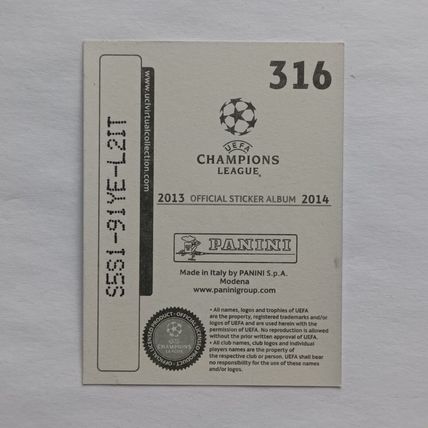 316
UEFA
CHAMPIONS
LEAGUE®
2013 OFFICIAL STICKER ALBUM 2014
PANINI
Made in Italy by PANINI S.p.A.
Modena
www.paninigroup.com
• All names, logos and trophies of UEFA
are the property, registered trademarks and/or
logos of UEFA and are used herein with the
permission of UEFA. No reproduction is allowed
without the prior written approval of UEFA.
• All club names, club logos and individual
players names are the property of
the respective club or person. UEFA shall bear
no responsibility for the use of these names
and/or logos.
www.uclvirtualcollection.com
S5S1-91YE-L2IT
UEFA
CHAMPIONS
LEAGUE